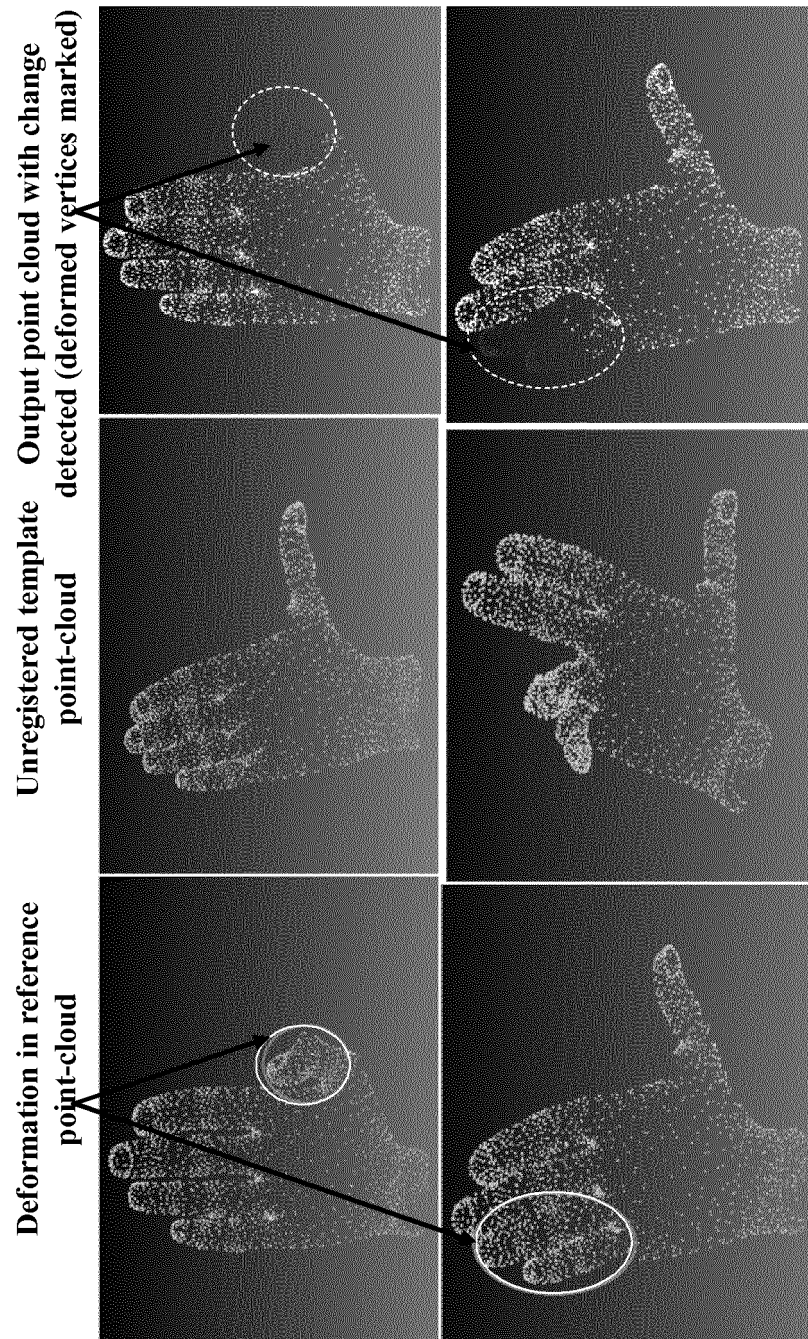 Deformation in reference
point-cloud
Unregistered template
point-cloud
Output point cloud with change
detected (deformed vertices marked)